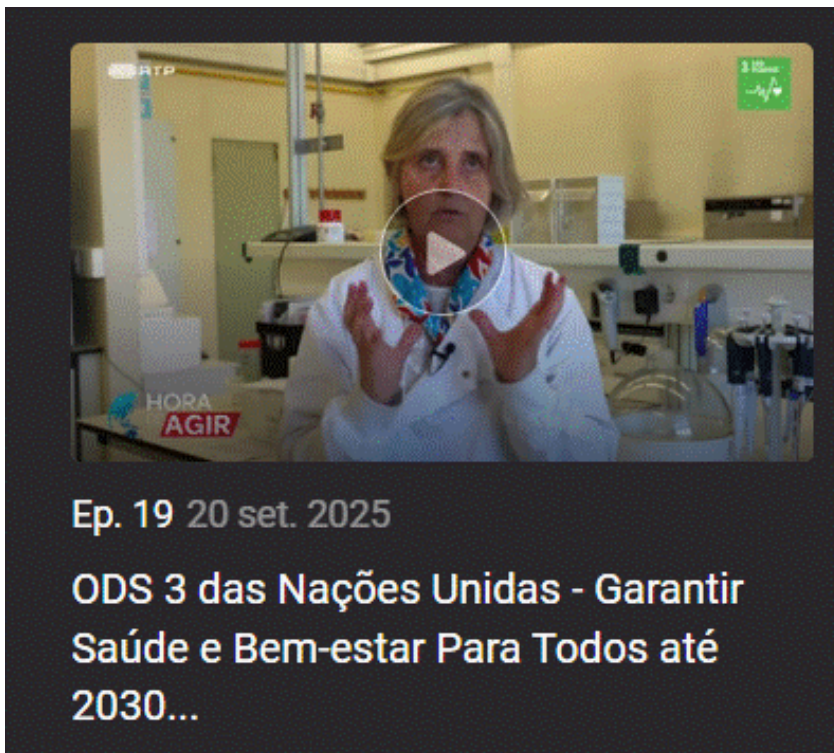 RTP
HORA
AGIR
Ep. 19 20 set. 2025
ODS 3 das Nações Unidas - Garantir
Saúde e Bem-estar Para Todos até
2030...